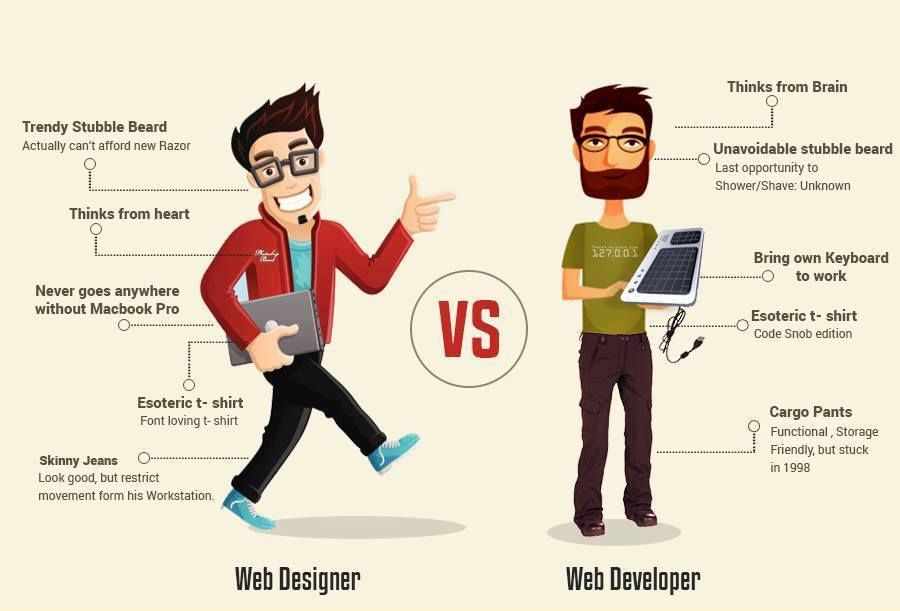 Trendy Stubble Beard
Actually can't afford new Razor
Thinks from heart
Never goes anywhere
without Macbook Pro
Esoteric t- shirt
Font loving t- shirt
Skinny Jeans
Look good, but restrict
movement form his Workstation.
Web Designer
VS
Thinks from Brain
Unavoidable stubble beard
Last opportunity to
Shower/Shave: Unknown
127.0.0.1
Bring own Keyboard
to work
Esoteric t- shirt
Code Snob edition
Cargo Pants
Functional , Storage
Friendly, but stuck
in 1998
Web Developer